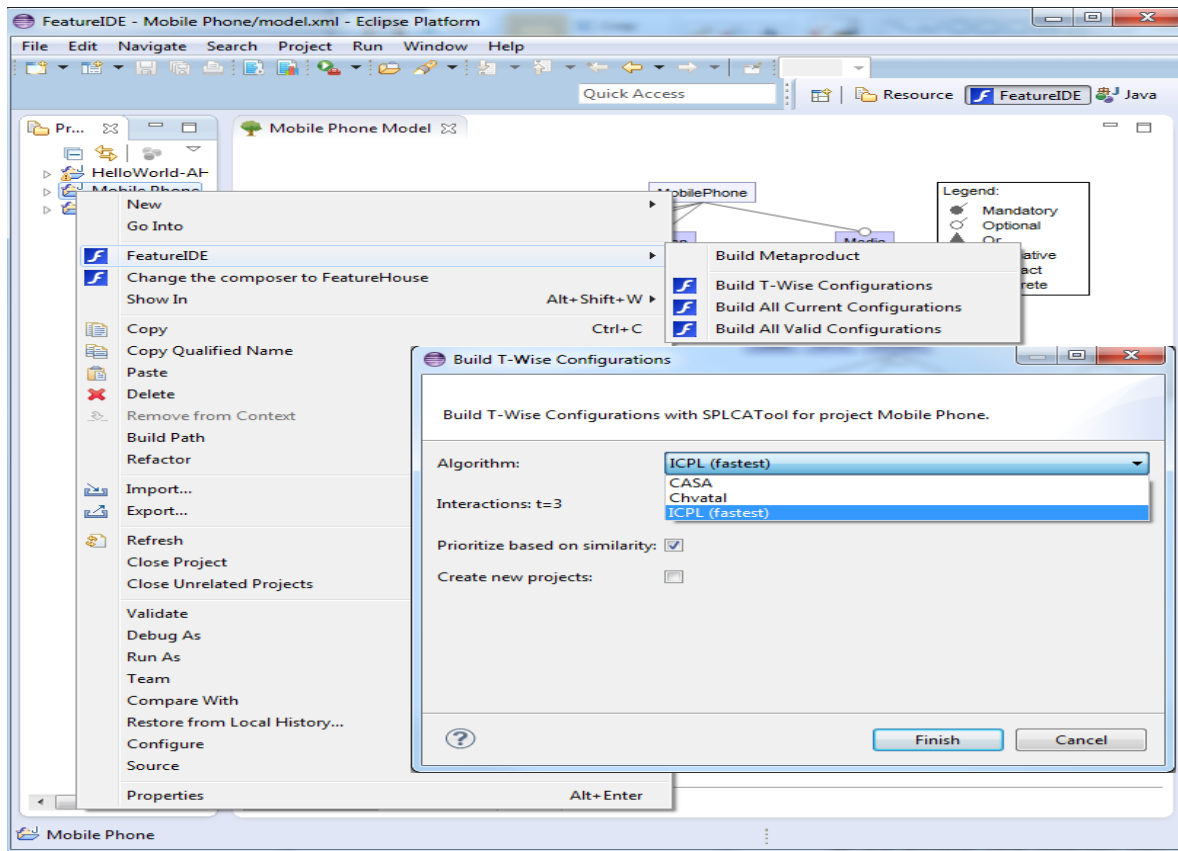 FeatureIDE - Mobile Phone/model.xml - Eclipse Platform
File Edit Navigate Search Project Run Window Help
Quick Access
Resource
FeatureIDE
Java
Pr...
Mobile Phone Model
HelloWorld-AH
Mobile Phone
MobilePhone
Media
Legend:
Mandatory
Optional
Or
New
Go Into
FeatureIDE
Change the composer to FeatureHouse
Show In Alt+Shift+W
Copy Ctrl+C
Copy Qualified Name
Paste
Delete
Remove from Context
Build Path
Refactor
Import...
Export...
Refresh
Close Project
Close Unrelated Projects
Validate
Debug As
Run As
Team
Compare With
Restore from Local History...
Configure
Source
Properties Alt+Enter
Build Metaproduct
Build T-Wise Configurations
Build All Current Configurations
Build All Valid Configurations
Build T-Wise Configurations
Build T-Wise Configurations with SPLCATool for project Mobile Phone.
Algorithm: ICPL (fastest)
CASA
Chvatal
ICPL (fastest)
Interactions: t=3
Prioritize based on similarity:
Create new projects:
Finish
Cancel
Mobile Phone